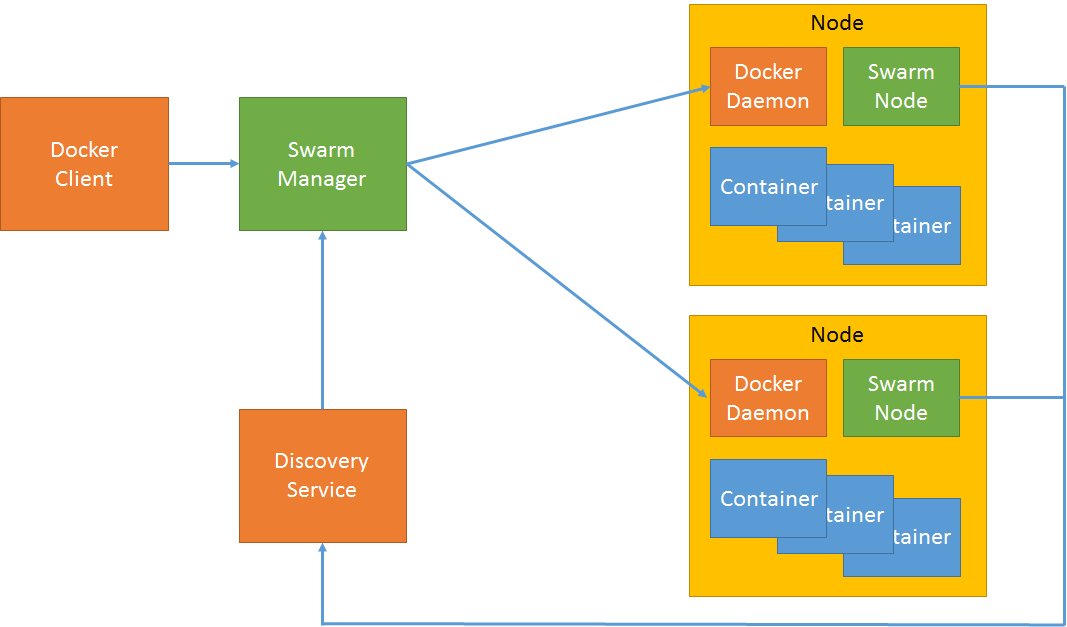 Docker
Client
Swarm
Manager
Discovery
Service
Node
Docker
Daemon
Swarm
Node
Container
tainer
tainer
Node
Docker
Daemon
Swarm
Node
Container
tainer
tainer